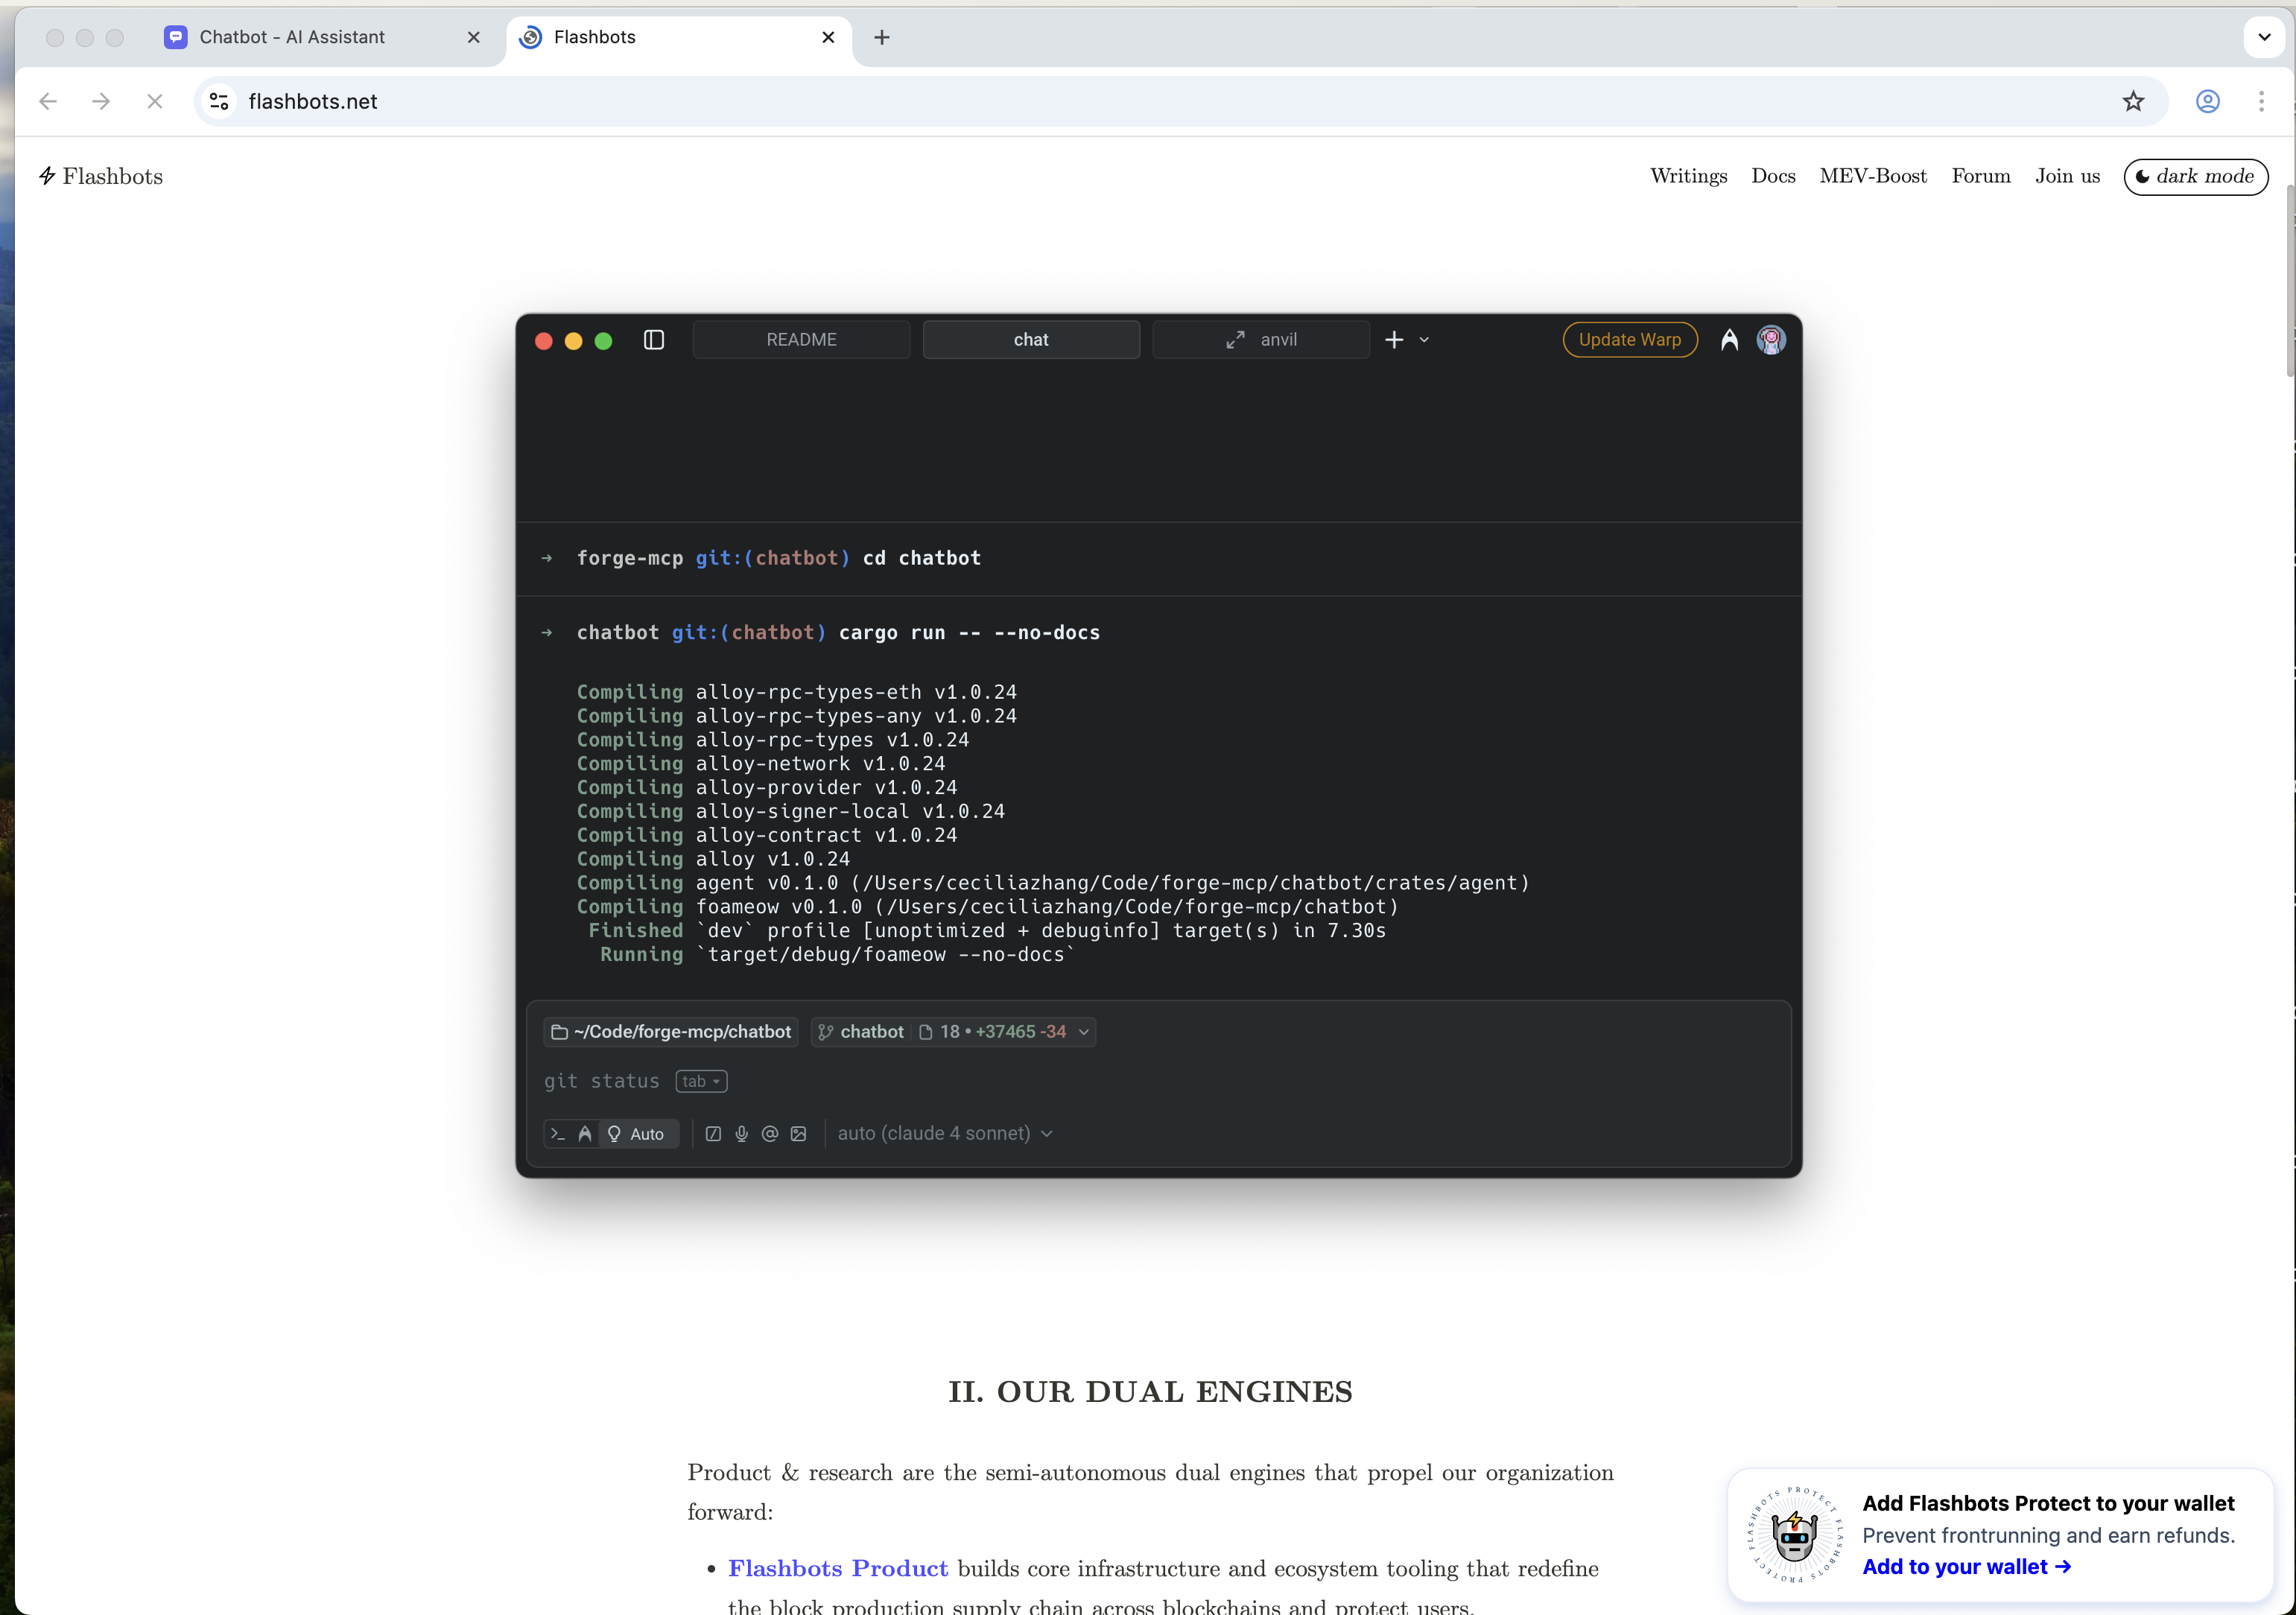 Chatbot - AI Assistant
Flashbots
flashbots.net
Flashbots
Writings Docs MEV-Boost Forum Join us dark mode
README chat anvil Update Warp
→ forge-mcp git:(chatbot) cd chatbot
→ chatbot git:(chatbot) cargo run -- --no-docs
Compiling alloy-rpc-types-eth v1.0.24
Compiling alloy-rpc-types-any v1.0.24
Compiling alloy-rpc-types v1.0.24
Compiling alloy-network v1.0.24
Compiling alloy-provider v1.0.24
Compiling alloy-signer-local v1.0.24
Compiling alloy-contract v1.0.24
Compiling alloy v1.0.24
Compiling agent v0.1.0 (/Users/ceciliazhang/Code/forge-mcp/chatbot/crates/agent)
Compiling foameow v0.1.0 (/Users/ceciliazhang/Code/forge-mcp/chatbot)
Finished `dev` profile [unoptimized + debuginfo] target(s) in 7.30s
Running `target/debug/foameow --no-docs`
~/Code/forge-mcp/chatbot chatbot 18 • +37465 -34
git status tab
Auto auto (claude 4 sonnet)
II. OUR DUAL ENGINES
Product & research are the semi-autonomous dual engines that propel our organization
forward:
• Flashbots Product builds core infrastructure and ecosystem tooling that redefine
the block production supply chain across blockchains and protect users.
FLASHBOTS PROTECT FLASHBOTS PROTECT
Add Flashbots Protect to your wallet
Prevent frontrunning and earn refunds.
Add to your wallet →